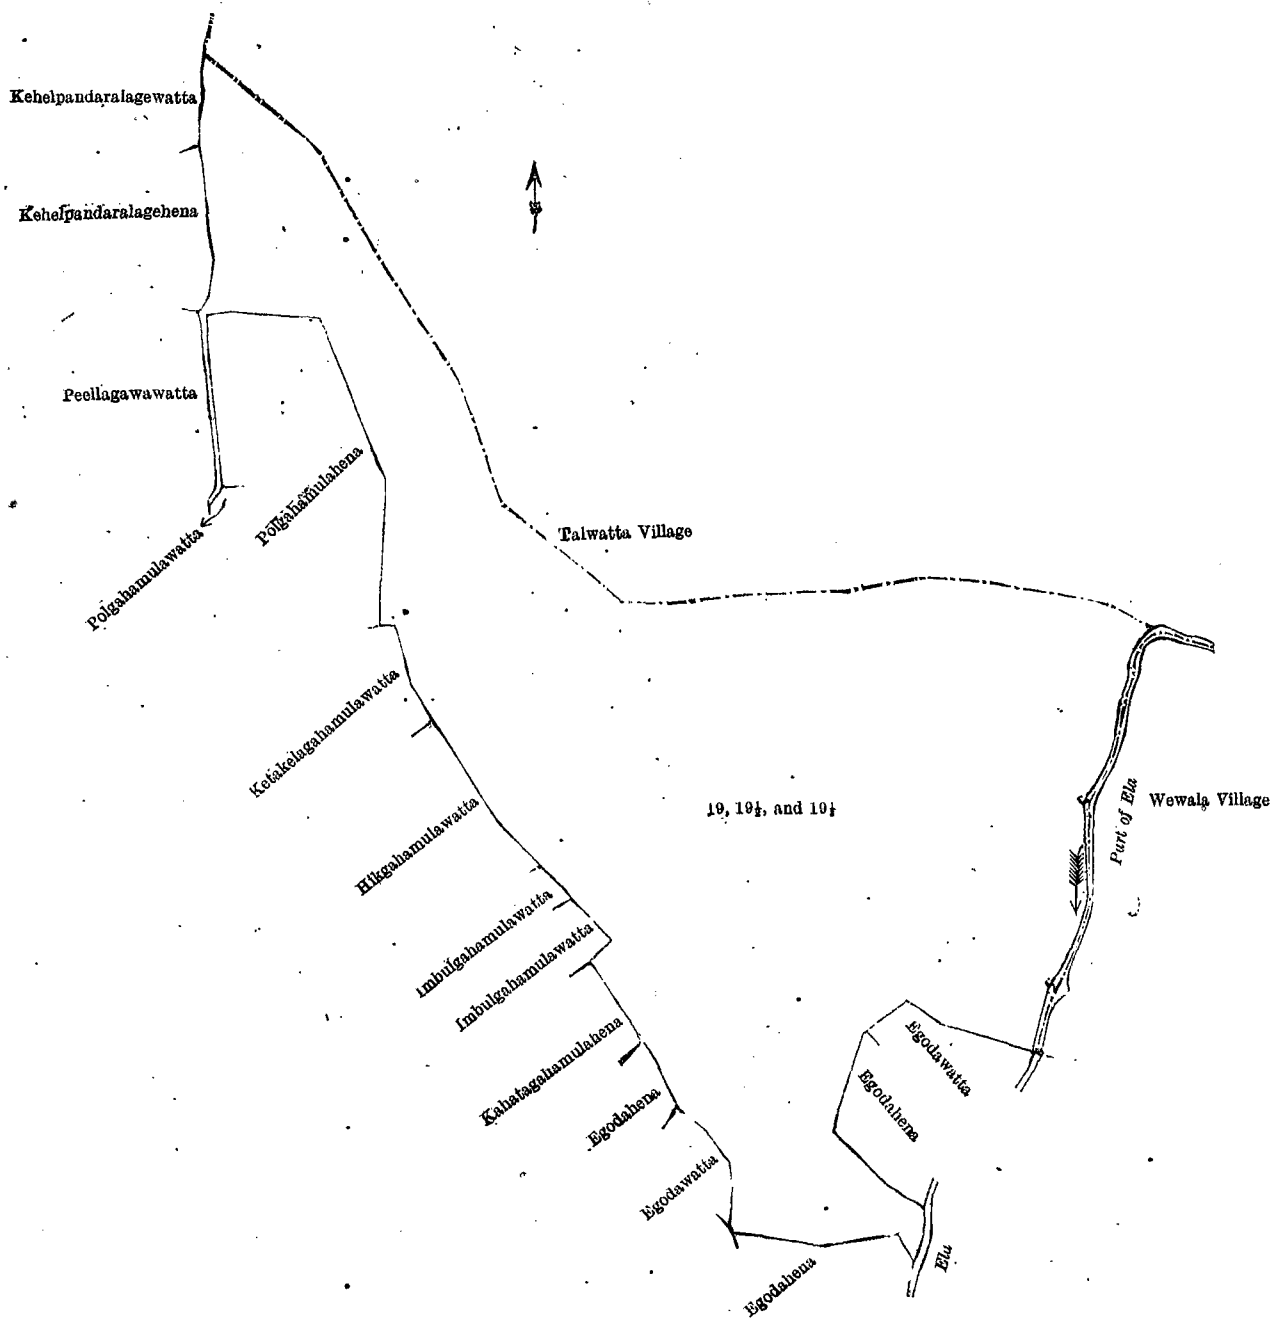 Kehelpandaralagewatta
Kehelpandaralagehena
Peellagawawatta
Polgahamulahena
Polgahamulawatta
Talwatta Village
Ketakelagahamulawatta
Hikgahamulawatta
Imbulgahamulawatta
Imbulgahamulawatta
Kahatagahamulahena
Egodahena
Egodawatta
Egodahena
19, 19½, and 19½
Part of Ela
Wewala Village
Egodawatta
Egodahena
Ela